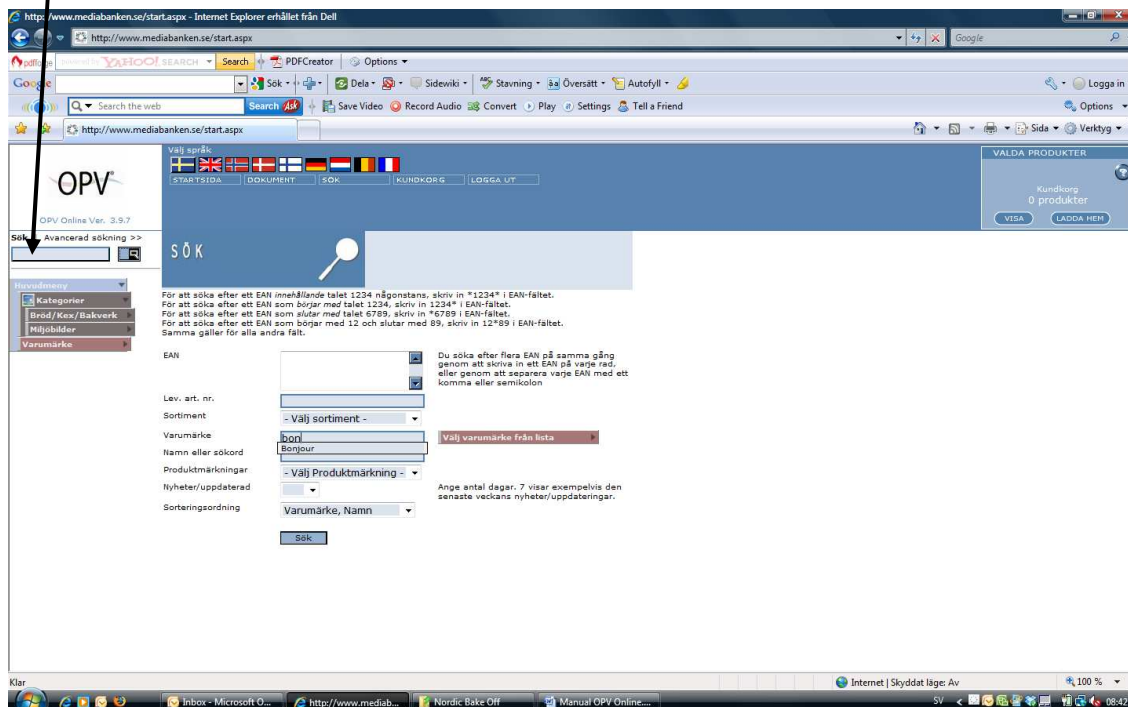 http://www.mediabanken.se/start.aspx - Internet Explorer erhållet från Dell
http://www.mediabanken.se/start.aspx
Google
YAHOO! SEARCH
Search
PDFCreator
Options
Google
Sök
Dela
Sidewiki
Stavning
Översätt
Autofyll
Logga in
Search the web
Search
Save Video
Record Audio
Convert
Play
Settings
Tell a Friend
Options
http://www.mediabanken.se/start.aspx
Sida
Verktyg
OPV
OPV Online Ver. 3.9.7
Välj språk
STARTSIDA
DOKUMENT
SÖK
KUNDKORG
LOGGA UT
VALDA PRODUKTER
Kundkorg
0 produkter
VISA
LADDA HEM
Sök
Avancerad sökning >>
SÖK
Huvudmeny
Kategorier
Bröd/Kex/Bakverk
Miljöbilder
Varumärke
För att söka efter ett EAN innehållande talet 1234 någonstans, skriv in *1234* i EAN-fältet.
För att söka efter ett EAN som börjar med talet 1234, skriv in 1234* i EAN-fältet.
För att söka efter ett EAN som slutar med talet 6789, skriv in *6789 i EAN-fältet.
För att söka efter ett EAN som börjar med 12 och slutar med 89, skriv in 12*89 i EAN-fältet.
Samma gäller för alla andra fält.
EAN
Du söka efter flera EAN på samma gång
genom att skriva in ett EAN på varje rad,
eller genom att separera varje EAN med ett
komma eller semikolon
Lev. art. nr.
Sortiment
- Välj sortiment -
Varumärke
bon
Välj varumärke från lista
Bonjour
Namn eller sökord
Produktmärkningar
- Välj Produktmärkning -
Nyheter/uppdaterad
Ange antal dagar. 7 visar exempelvis den
senaste veckans nyheter/uppdateringar.
Sorteringsordning
Varumärke, Namn
Sök
Klar
Internet | Skyddat läge: Av
100 %
Inbox - Microsoft O...
http://www.mediab...
Nordic Bake Off
Manual OPV Online....
SV
08:42